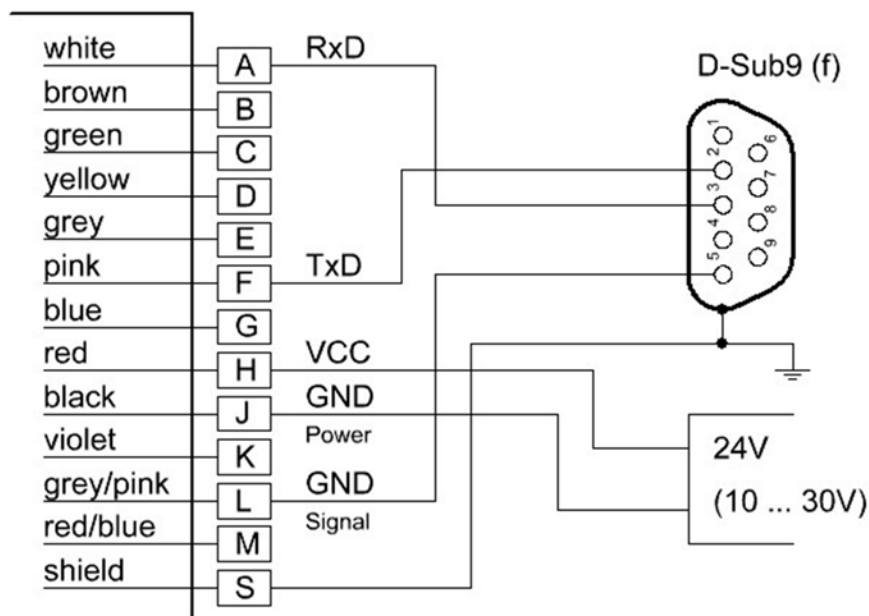 white A RxD
brown B
green C
yellow D
grey E
pink F TxD
blue G
red H VCC
black J GND
Power
violet K
grey/pink L GND
Signal
red/blue M
shield S
D-Sub9 (f)
1
2
3
4
5
6
7
8
9
24V
(10 ... 30V)